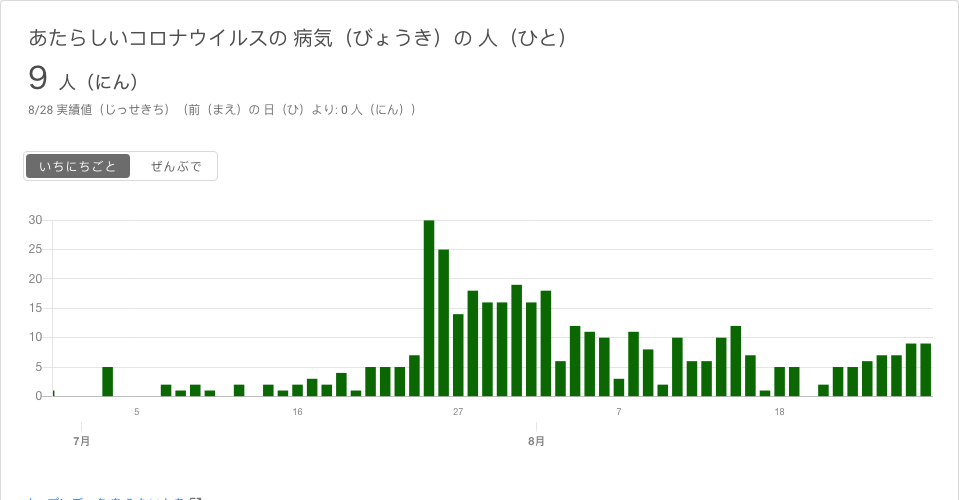 あたらしいコロナウイルスの 病気（びょうき）の 人（ひと）
9 人（にん）
8/28 実績値（じっせきち）（前（まえ）の 日（ひ）より: 0 人（にん））
いちにちごと ぜんぶで
30
25
20
15
10
5
0
5 16 27 7 18
7月 8月